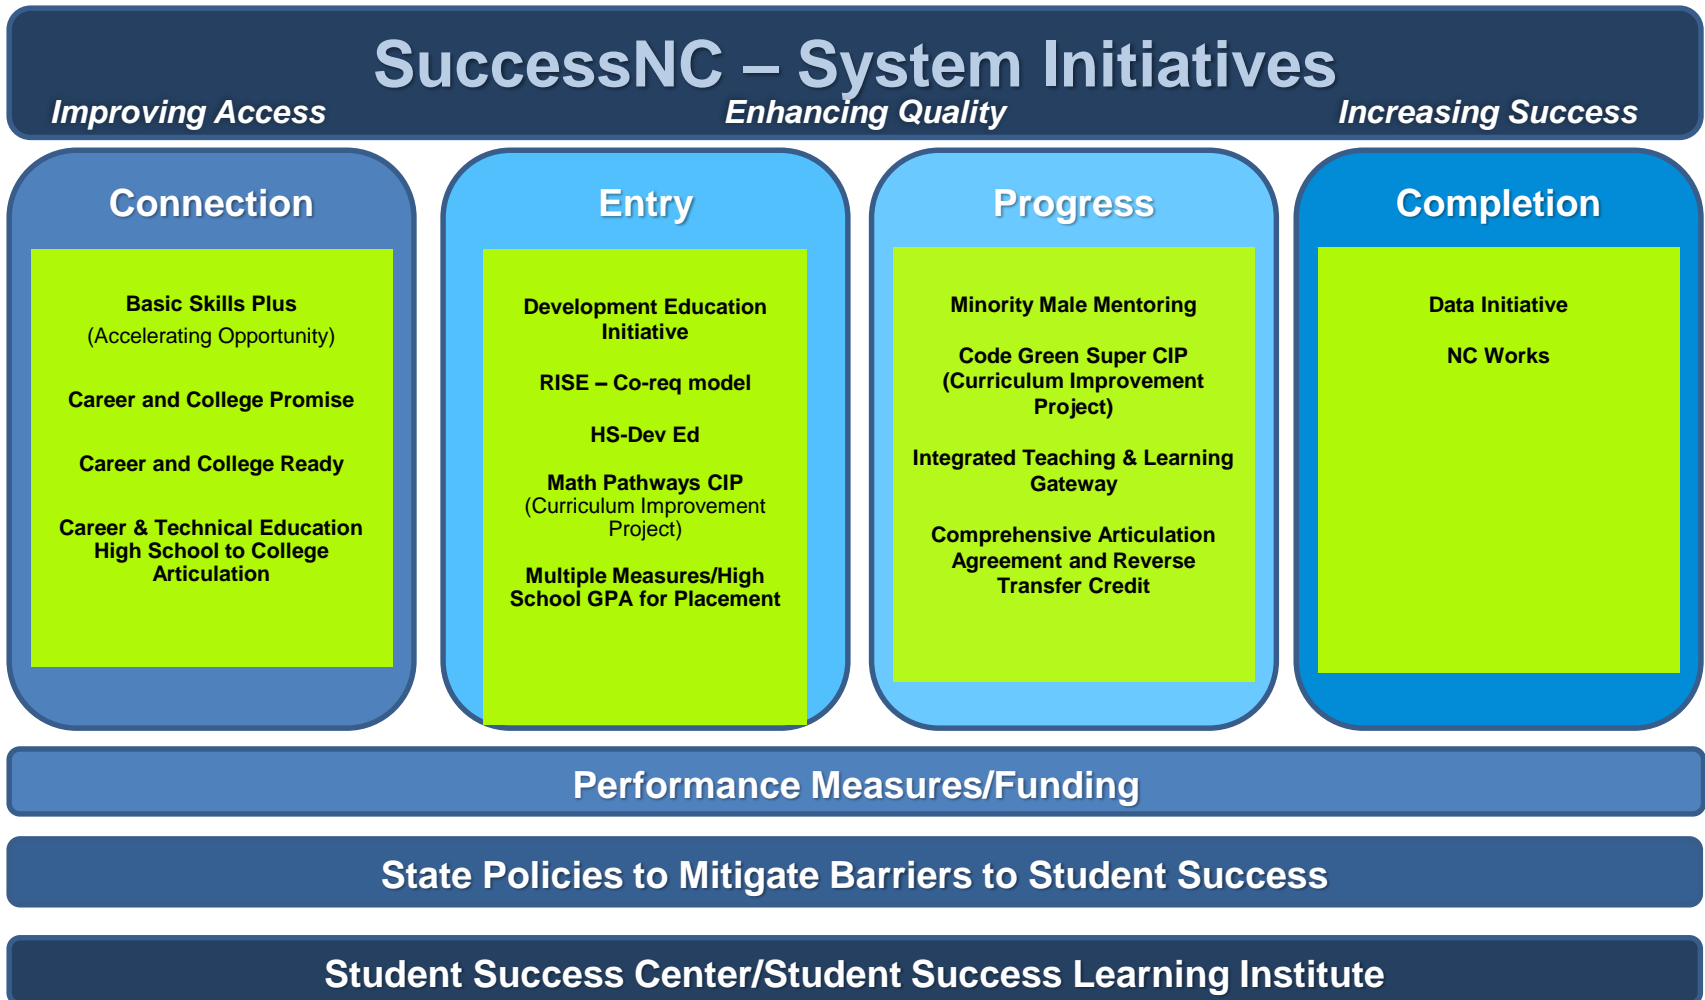 SuccessNC – System Initiatives
Improving Access
Enhancing Quality
Increasing Success
Connection
Basic Skills Plus
(Accelerating Opportunity)
Career and College Promise
Career and College Ready
Career & Technical Education
High School to College
Articulation
Entry
Development Education
Initiative
RISE – Co-req model
HS-Dev Ed
Math Pathways CIP
(Curriculum Improvement
Project)
Multiple Measures/High
School GPA for Placement
Progress
Minority Male Mentoring
Code Green Super CIP
(Curriculum Improvement
Project)
Integrated Teaching & Learning
Gateway
Comprehensive Articulation
Agreement and Reverse
Transfer Credit
Completion
Data Initiative
NC Works
Performance Measures/Funding
State Policies to Mitigate Barriers to Student Success
Student Success Center/Student Success Learning Institute